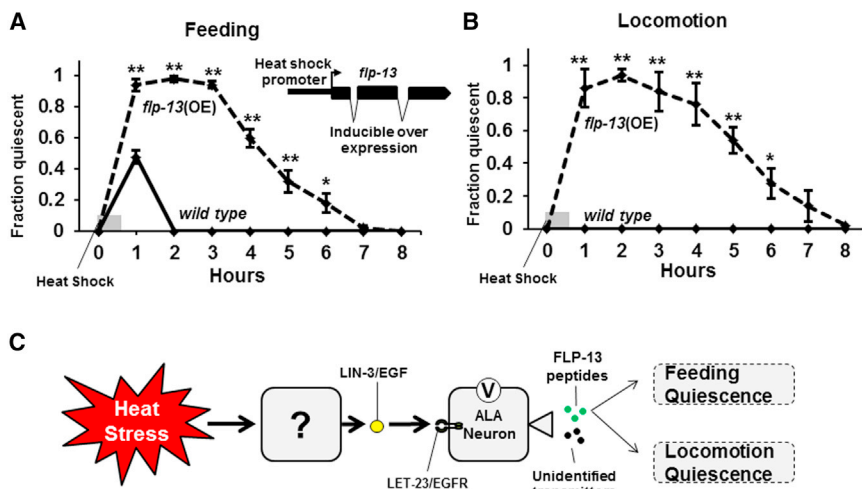 A
Feeding
Fraction quiescent
1
0.8
0.6
0.4
0.2
0
** ** **
**
**
*
flp-13(OE)
wild type
Heat shock
promoter
flp-13
Inducible over
expression
0 1 2 3 4 5 6 7 8
Hours
Heat Shock
B
Locomotion
Fraction quiescent
1
0.8
0.6
0.4
0.2
0
** ** ** **
**
*
flp-13(OE)
wild type
0 1 2 3 4 5 6 7 8
Hours
Heat Shock
C
Heat
Stress
?
LIN-3/EGF
LET-23/EGFR
V
ALA
Neuron
FLP-13
peptides
Unidentified
Feeding
Quiescence
Locomotion
Quiescence